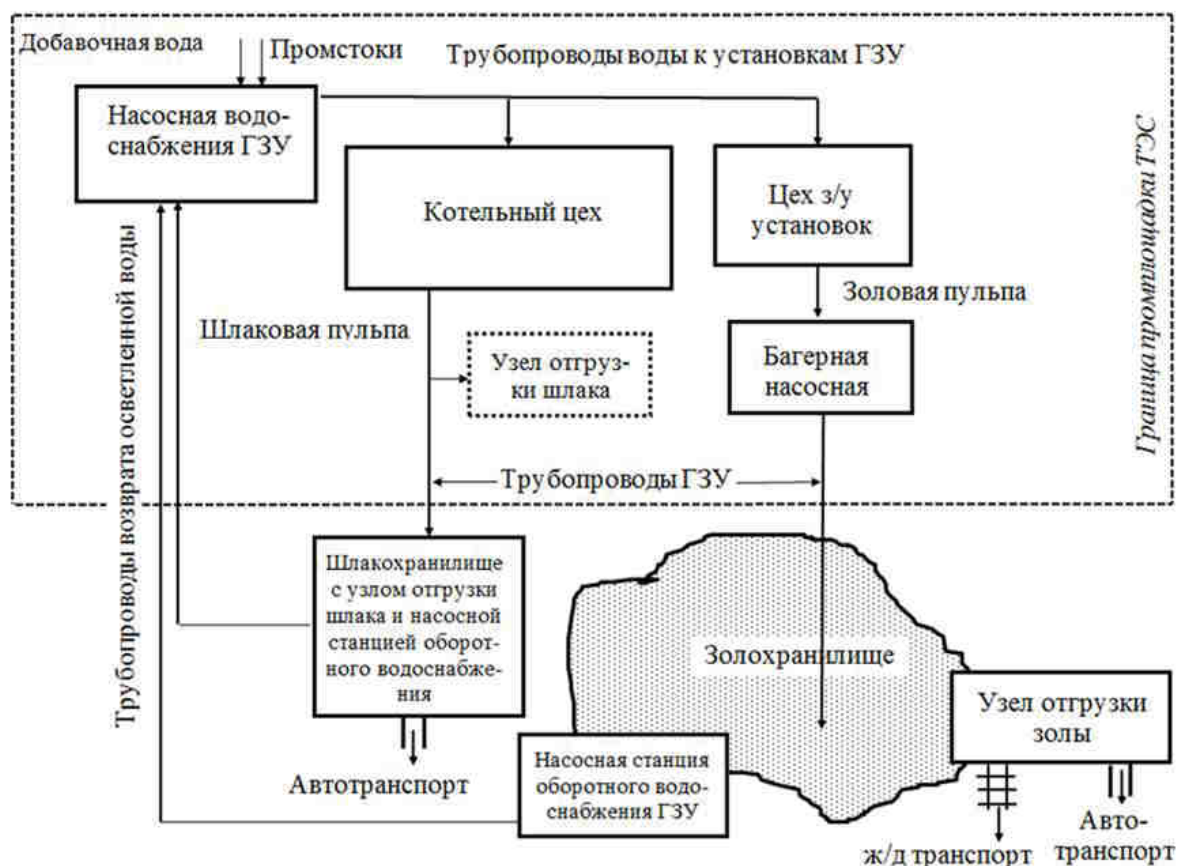 Добавочная вода
Промстоки
Трубопроводы воды к установкам ГЗУ
Насосная водо-
снабжения ГЗУ
Котельный цех
Цех з/у
установок
Граница промплощадки ТЭС
Трубопроводы возврата осветленной воды
Шлаковая пульпа
Золовая пульпа
Узел отгруз-
ки шлака
Багерная
насосная
Трубопроводы ГЗУ
Шлакохранилище
с узлом отгрузки
шлака и насосной
станцией оборот-
ного водоснабже-
ния
Золохранилище
Узел отгрузки
золы
Автотранспорт
Насосная станция
оборотного водо-
снабжения ГЗУ
ж/д транспорт
Авто-
транспорт